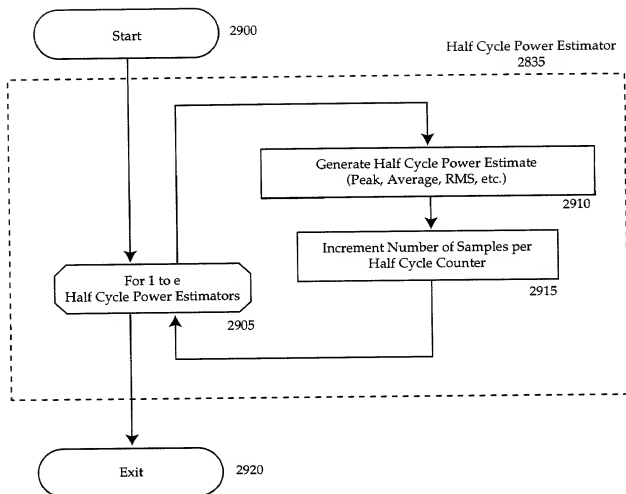 Start
2900
Half Cycle Power Estimator
2835
Generate Half Cycle Power Estimate
(Peak, Average, RMS, etc.)
2910
Increment Number of Samples per
Half Cycle Counter
2915
For 1 to e
Half Cycle Power Estimators
2905
Exit
2920